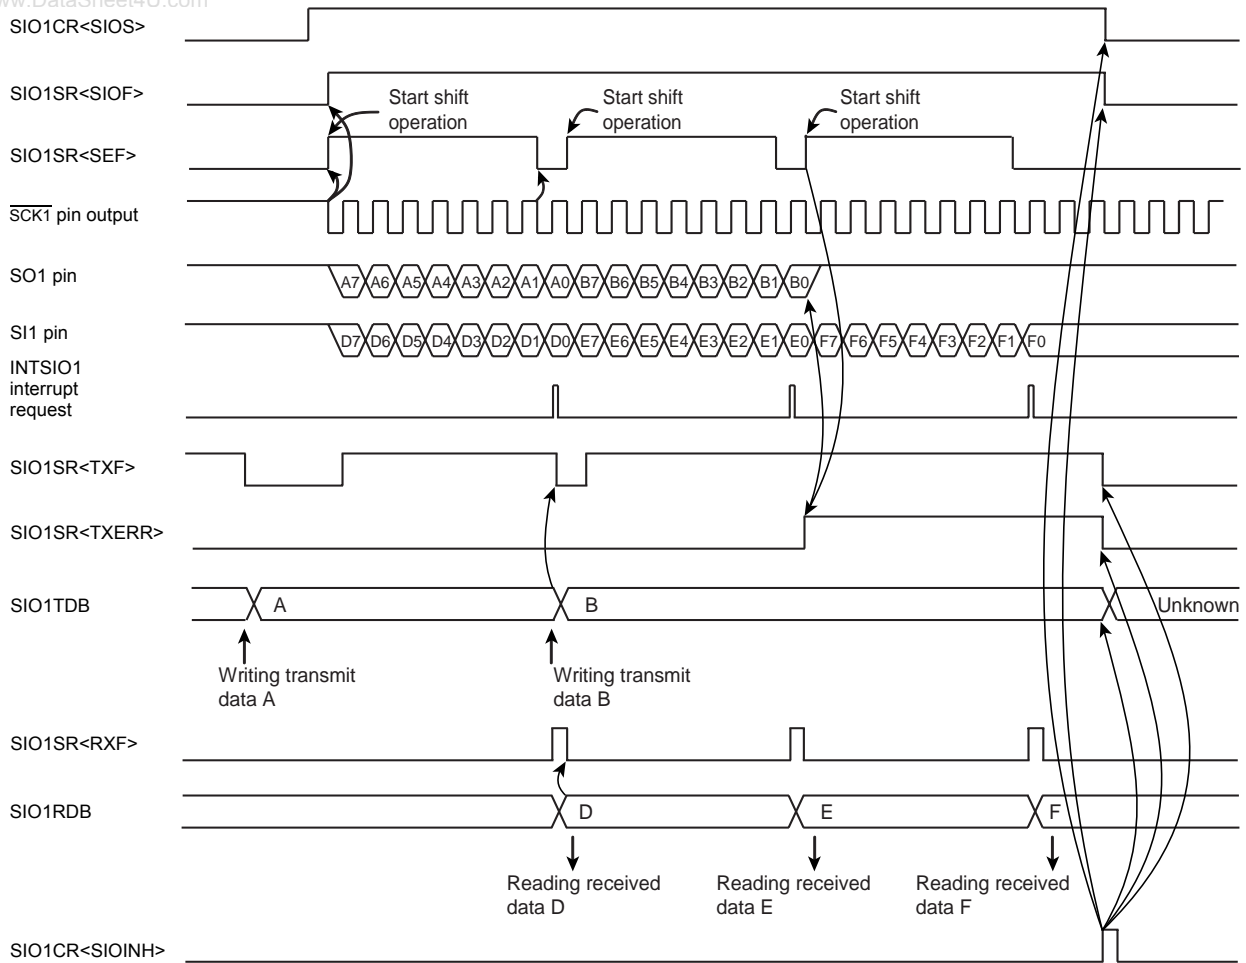 www.DataSheet4U.com
SIO1CR<SIOS>
SIO1SR<SIOF>
Start shift
operation
Start shift
operation
Start shift
operation
SIO1SR<SEF>
SCK1 pin output
SO1 pin
A7 A6 A5 A4 A3 A2 A1 A0 B7 B6 B5 B4 B3 B2 B1 B0
SI1 pin
D7 D6 D5 D4 D3 D2 D1 D0 E7 E6 E5 E4 E3 E2 E1 E0 F7 F6 F5 F4 F3 F2 F1 F0
INTSIO1
interrupt
request
SIO1SR<TXF>
SIO1SR<TXERR>
SIO1TDB A B Unknown
Writing transmit
data A
Writing transmit
data B
SIO1SR<RXF>
SIO1RDB D E F
Reading received
data D
Reading received
data E
Reading received
data F
SIO1CR<SIOINH>